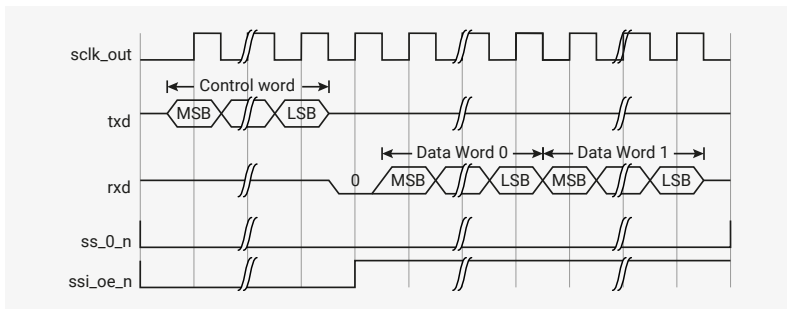 sclk_out
Control word
txd MSB LSB
Data Word 0 Data Word 1
rxd 0 MSB LSB MSB LSB
ss_0_n
ssi_oe_n